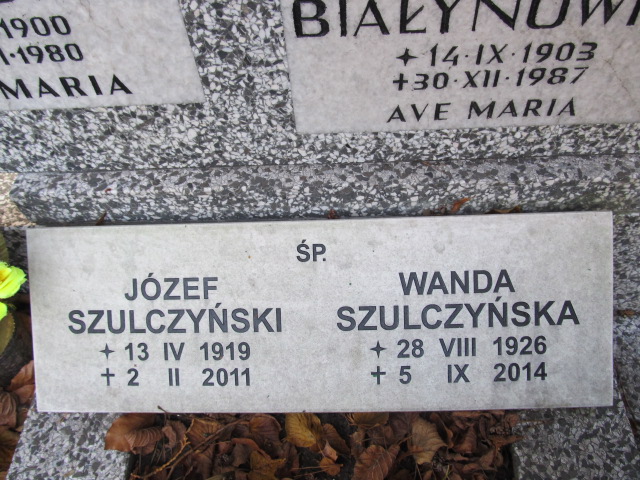 1900
1980
MARIA
14·IX·1903
+30·XII·1987
AVE MARIA
ŚP.
JÓZEF
SZULCZYŃSKI
13 IV 1919
+ 2 II 2011
WANDA
SZULCZYŃSKA
28 VIII 1926
+ 5 IX 2014